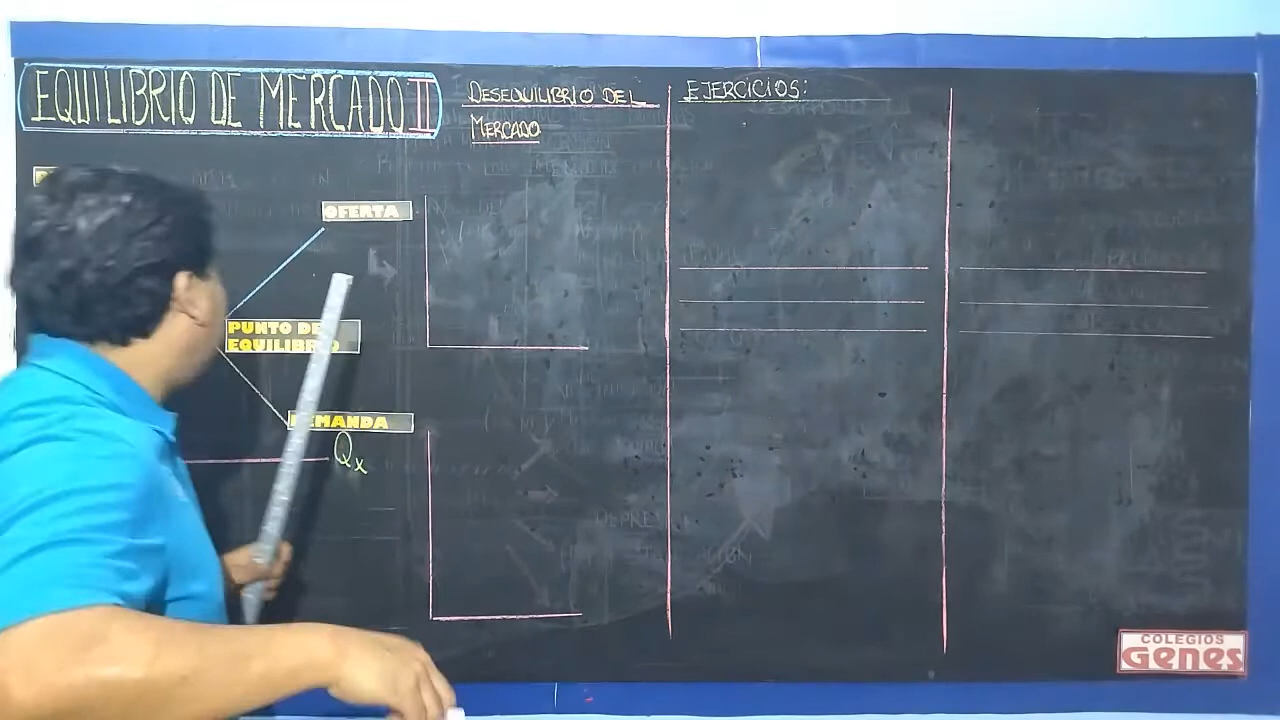 EQUILIBRIO DE MERCADO: II
DESEQUILIBRIO DEL
MERCADO
EJERCICIOS:
OFERTA
PUNTO DE
EQUILIBRIO
DEMANDA
Qx
COLEGIOS
GENES